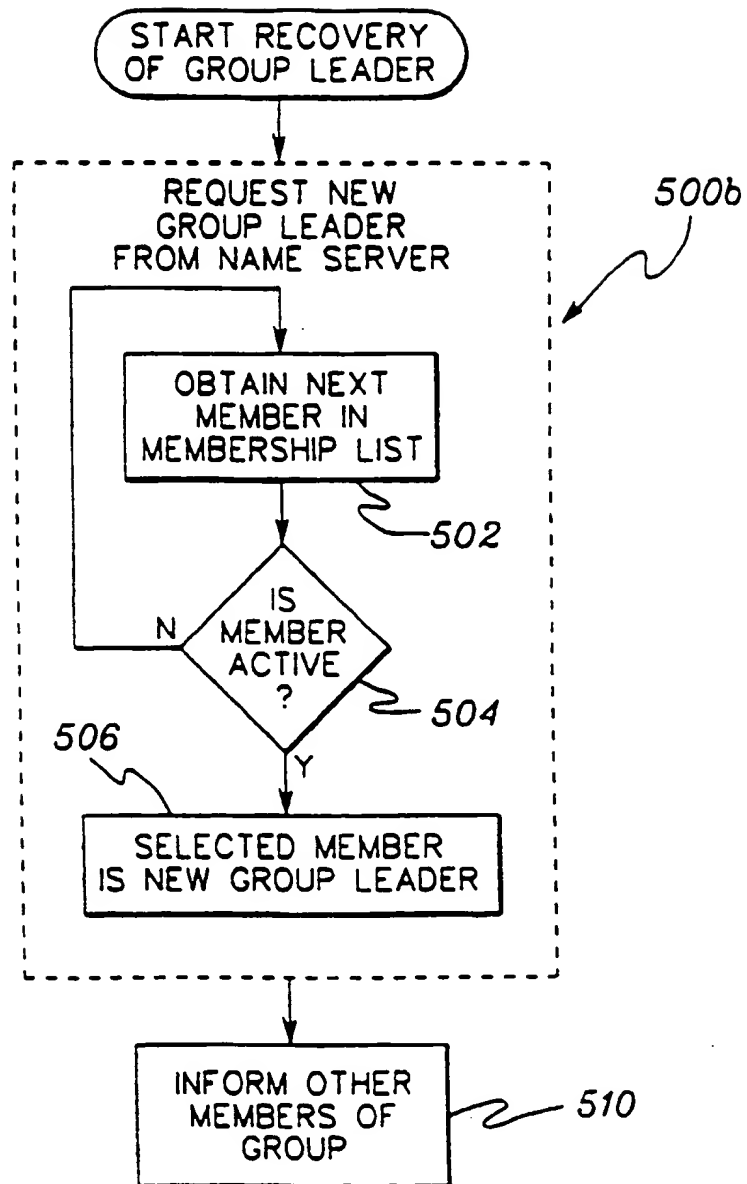 START RECOVERY
OF GROUP LEADER
REQUEST NEW
GROUP LEADER
FROM NAME SERVER
500b
OBTAIN NEXT
MEMBER IN
MEMBERSHIP LIST
502
IS
MEMBER
ACTIVE
?
N
504
Y
506
SELECTED MEMBER
IS NEW GROUP LEADER
INFORM OTHER
MEMBERS OF
GROUP
510